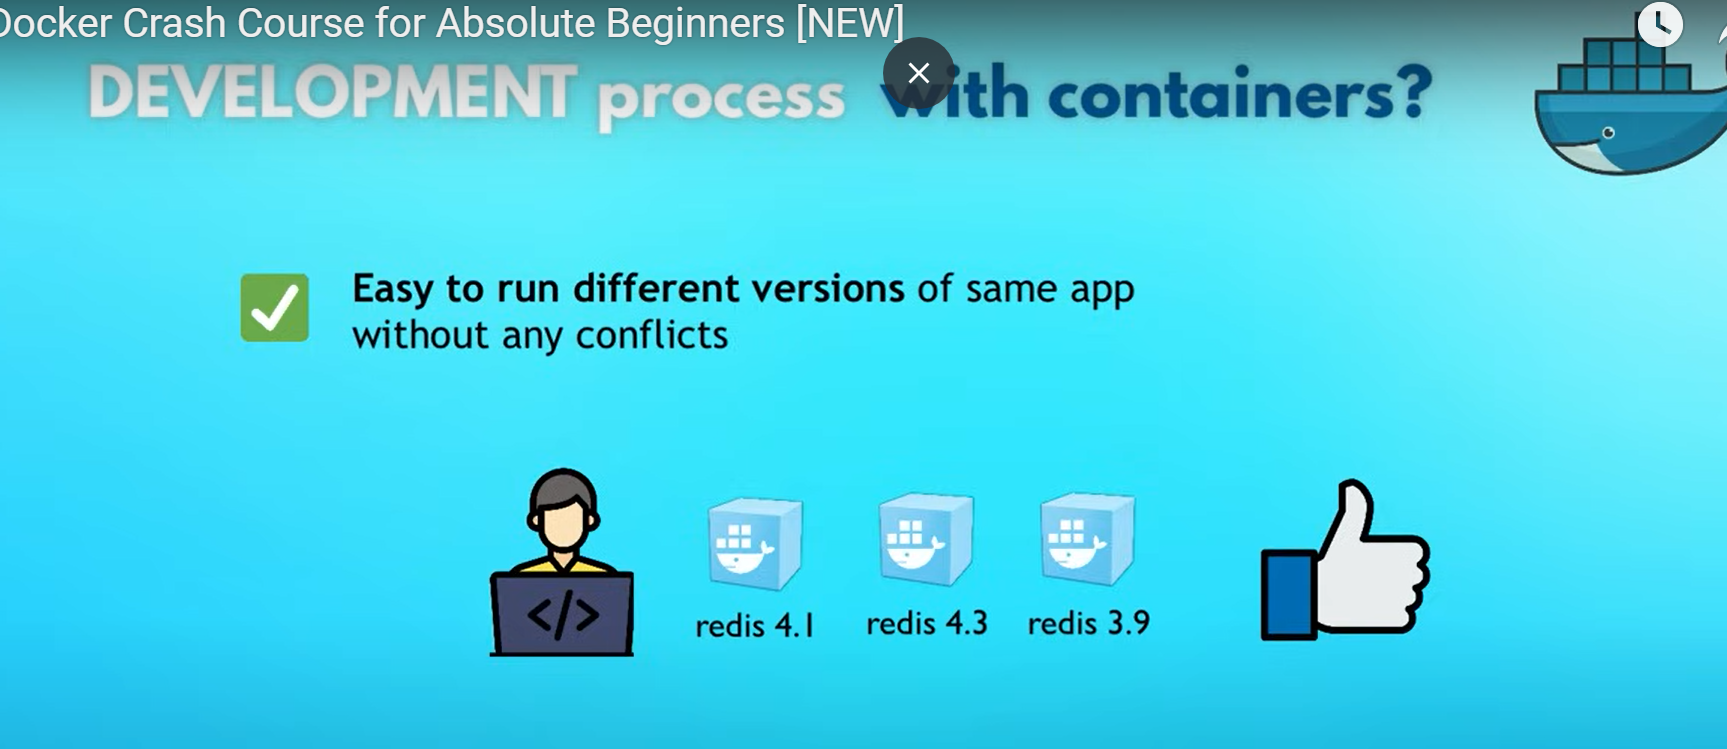 Docker Crash Course for Absolute Beginners [NEW]
DEVELOPMENT process with containers?
Easy to run different versions of same app
without any conflicts
</>
redis 4.1 redis 4.3 redis 3.9